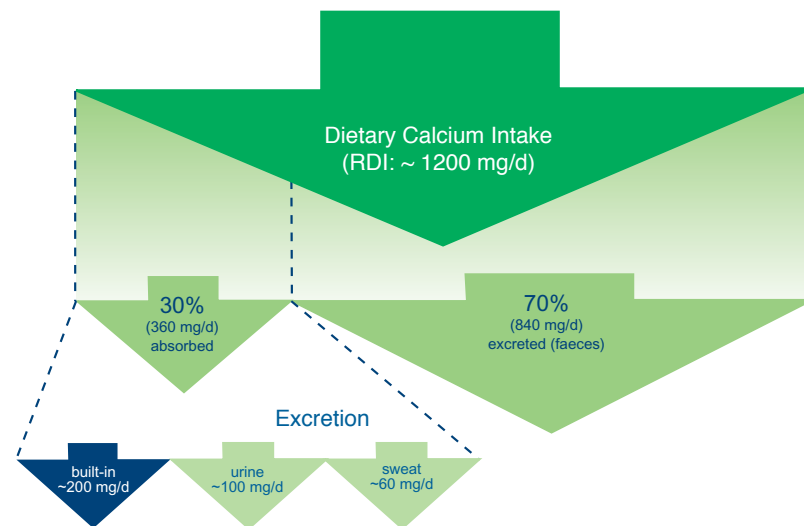 Dietary Calcium Intake
(RDI: ~ 1200 mg/d)
30%
(360 mg/d)
absorbed
70%
(840 mg/d)
excreted (faeces)
Excretion
built-in
~200 mg/d
urine
~100 mg/d
sweat
~60 mg/d